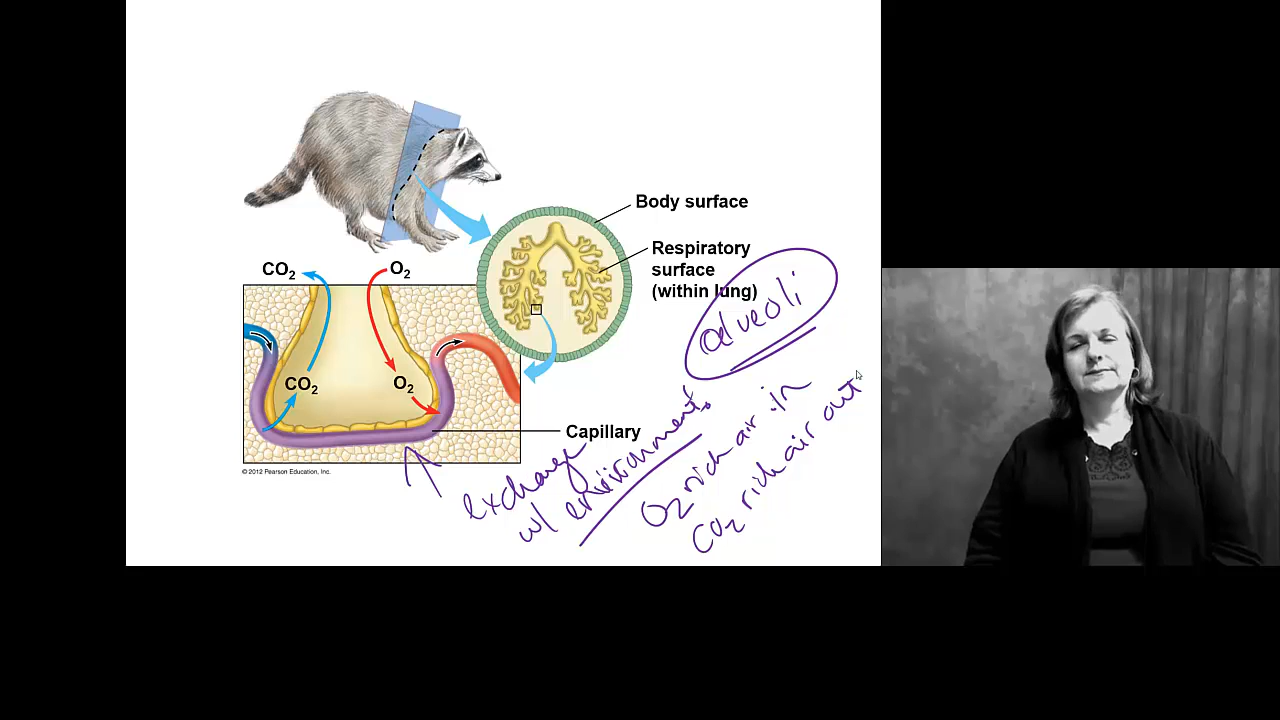 Body surface
Respiratory
surface
(within lung)
alveoli
CO2
O2
CO2
O2
Capillary
© 2012 Pearson Education, Inc.
exchange
w/ environment.
O2 rich air in
CO2 rich air out